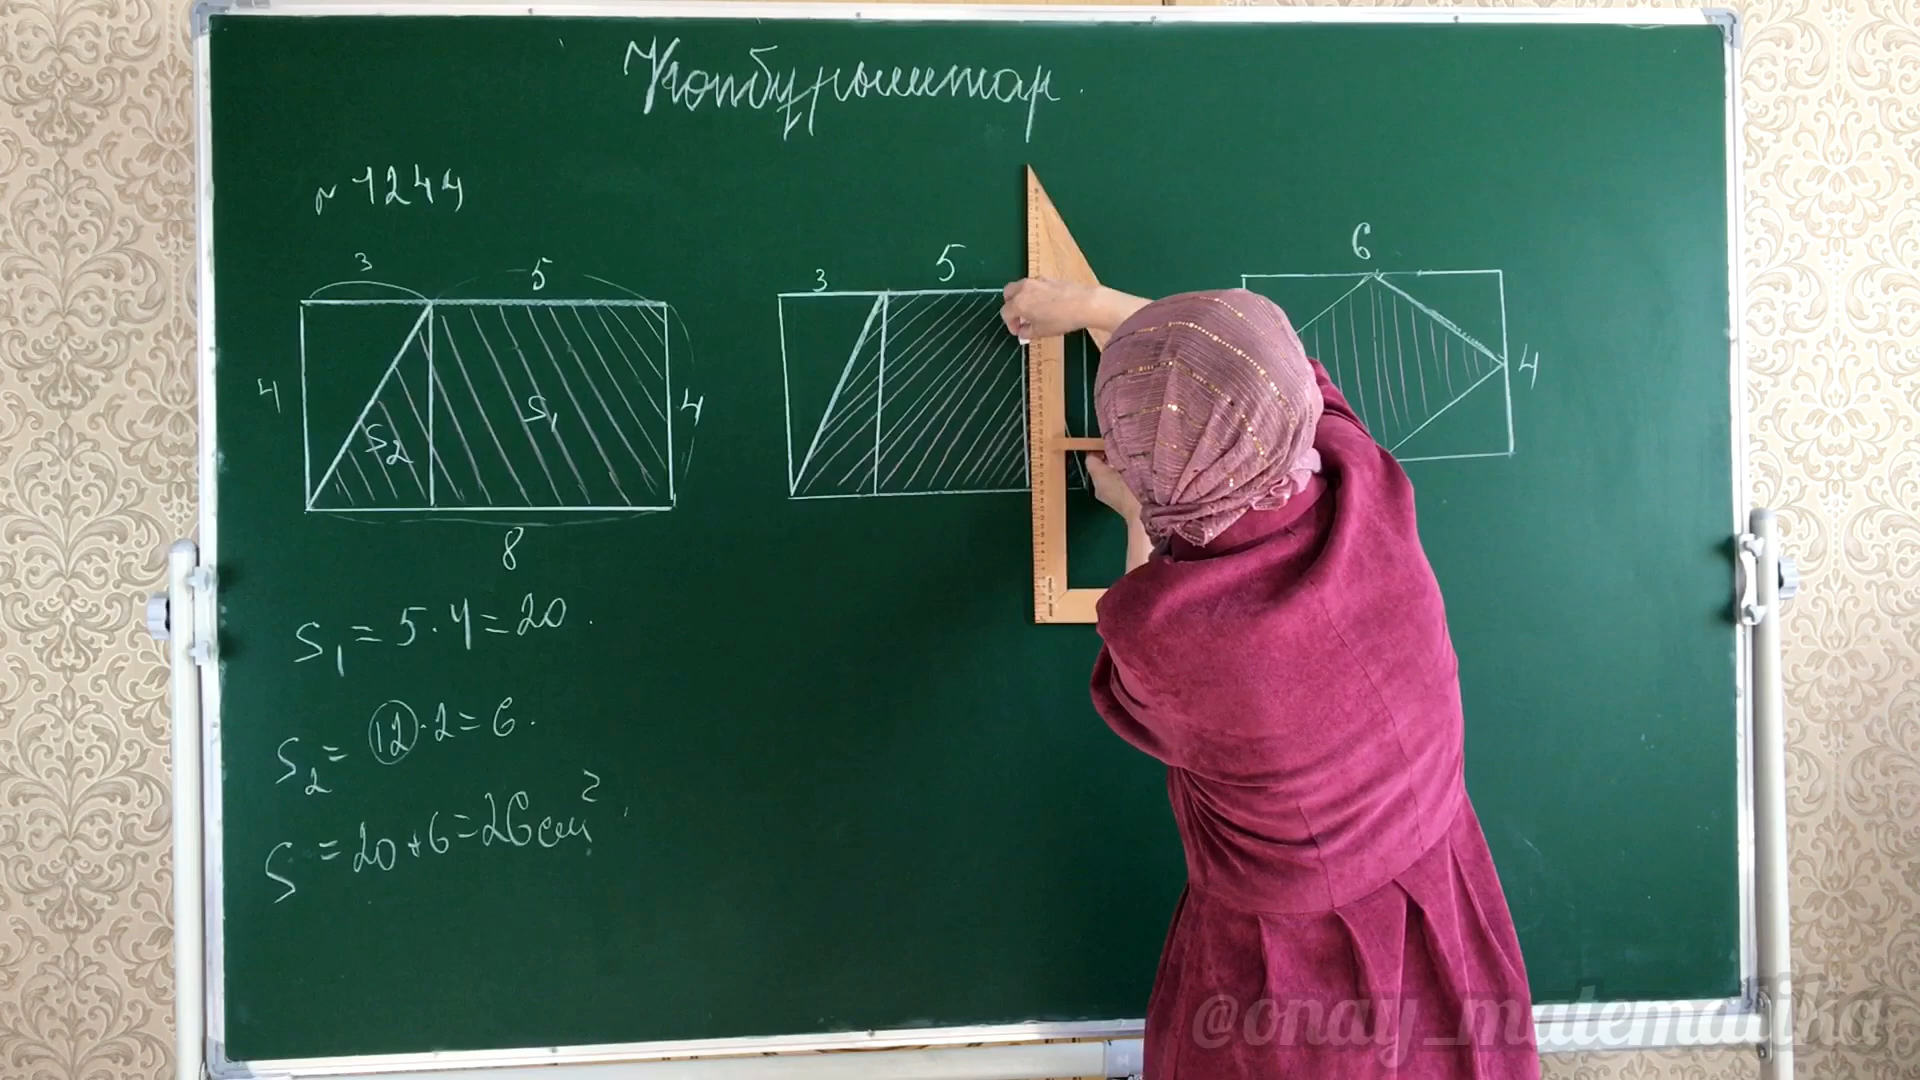 Көпбұрыштар.
№1244
3 5
4 S₂ S₁ 4
8
3 5
6
4
S₁ = 5·4=20.
S₂= 12·2=6.
S = 20+6=26см².
@onay_matematika